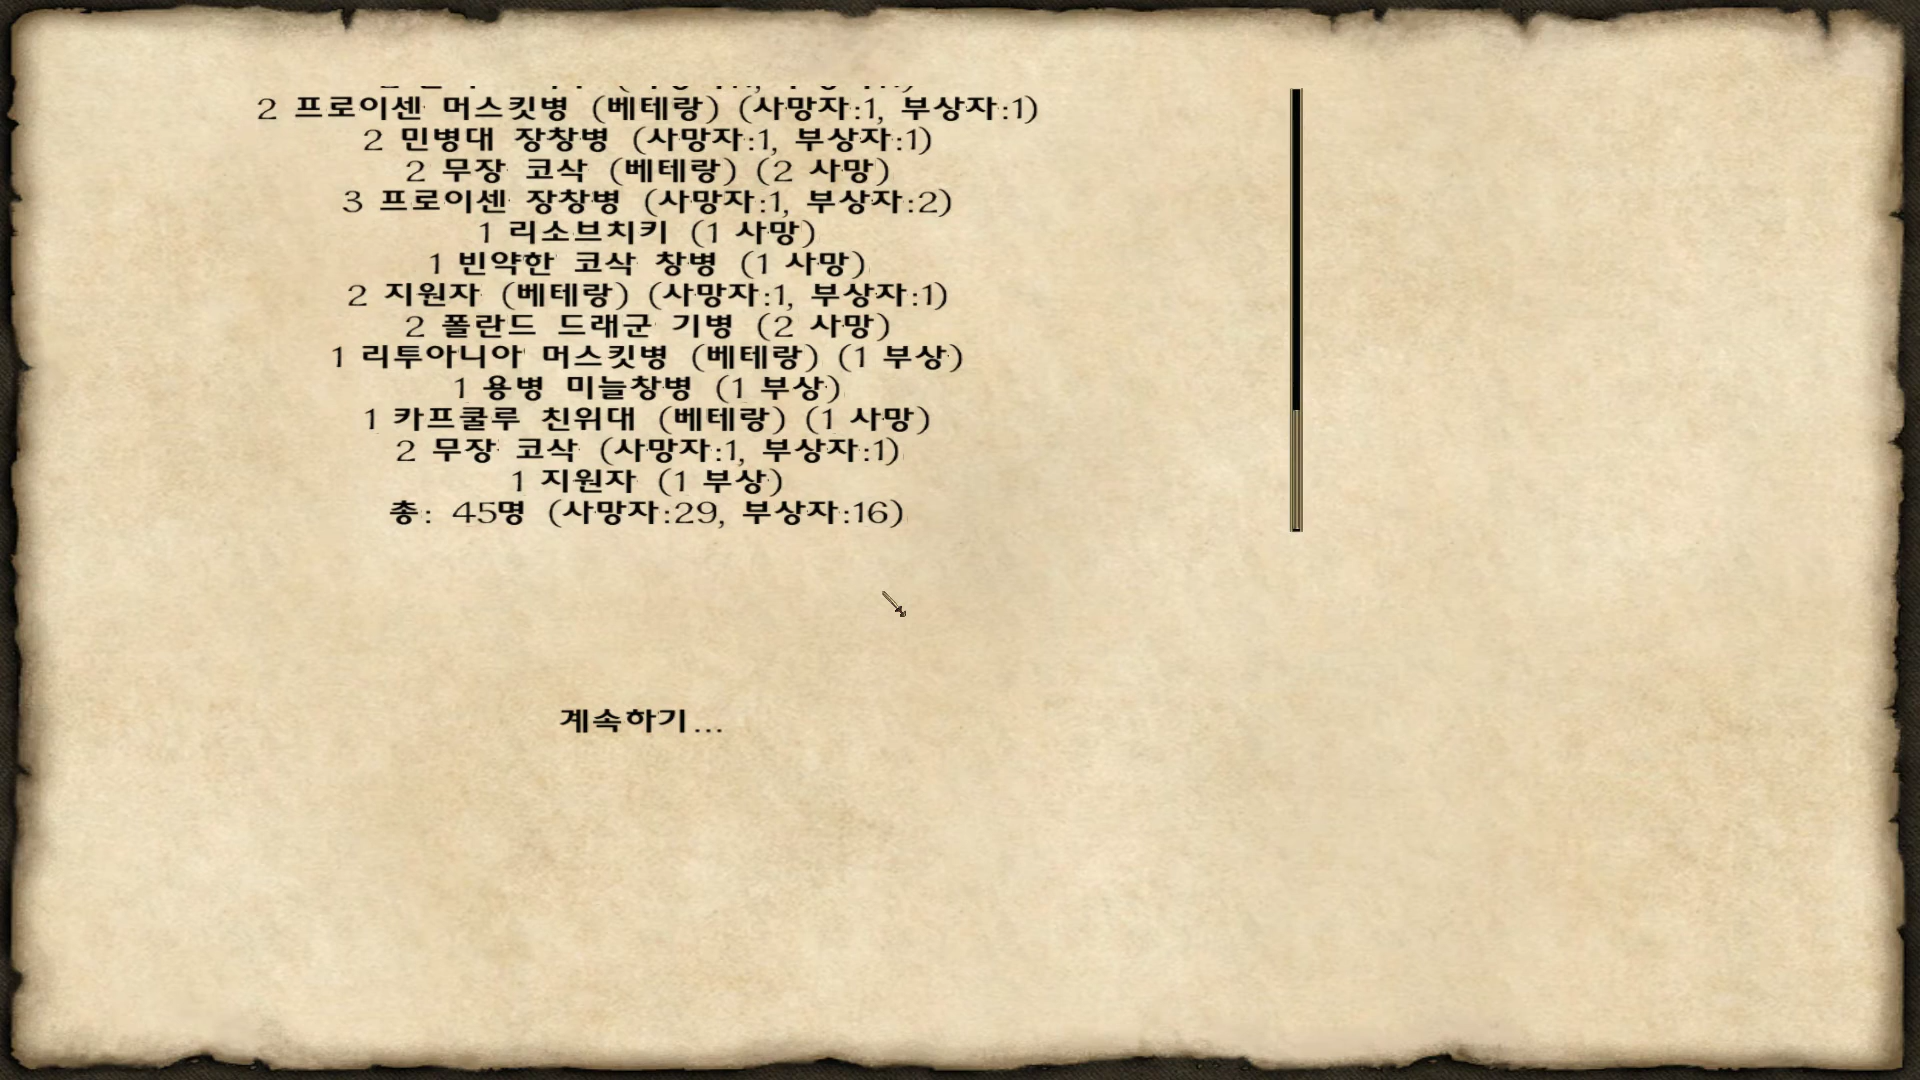 2 프로이센 머스킷병 (베테랑) (사망자:1, 부상자:1)
2 민병대 장창병 (사망자:1, 부상자:1)
2 무장 코삭 (베테랑) (2 사망)
3 프로이센 장창병 (사망자:1, 부상자:2)
1 리소브치키 (1 사망)
1 빈약한 코삭 창병 (1 사망)
2 지원자 (베테랑) (사망자:1, 부상자:1)
2 폴란드 드래군 기병 (2 사망)
1 리투아니아 머스킷병 (베테랑) (1 부상)
1 용병 미늘창병 (1 부상)
1 카프쿨루 친위대 (베테랑) (1 사망)
2 무장 코삭 (사망자:1, 부상자:1)
1 지원자 (1 부상)
총: 45명 (사망자:29, 부상자:16)
계속하기...